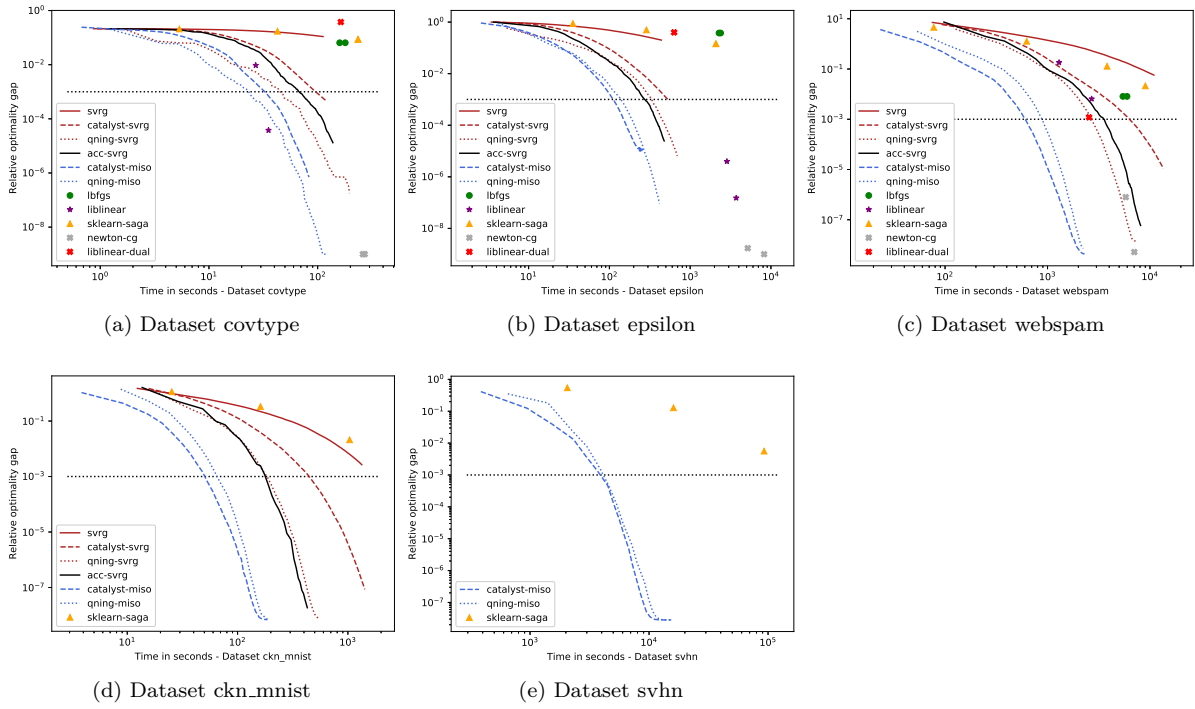 Relative optimality gap
10^0
10^-2
10^-4
10^-6
10^-8
svrg
catalyst-svrg
qning-svrg
acc-svrg
catalyst-miso
qning-miso
lbfgs
liblinear
sklearn-saga
newton-cg
liblinear-dual
10^0 10^1 10^2
Time in seconds - Dataset covtype
(a) Dataset covtype
Relative optimality gap
10^0
10^-1
10^-2
10^-3
10^-4
10^-5
10^-6
10^-7
10^-8
10^-9
svrg
catalyst-svrg
qning-svrg
acc-svrg
catalyst-miso
qning-miso
lbfgs
liblinear
sklearn-saga
newton-cg
liblinear-dual
10^1 10^2 10^3 10^4
Time in seconds - Dataset epsilon
(b) Dataset epsilon
Relative optimality gap
10^1
10^-1
10^-3
10^-5
10^-7
svrg
catalyst-svrg
qning-svrg
acc-svrg
catalyst-miso
qning-miso
lbfgs
liblinear
sklearn-saga
newton-cg
liblinear-dual
10^2 10^3 10^4
Time in seconds - Dataset webspam
(c) Dataset webspam
Relative optimality gap
10^-1
10^-3
10^-5
10^-7
svrg
catalyst-svrg
qning-svrg
acc-svrg
catalyst-miso
qning-miso
sklearn-saga
10^1 10^2 10^3
Time in seconds - Dataset ckn_mnist
(d) Dataset ckn_mnist
Relative optimality gap
10^0
10^-1
10^-2
10^-3
10^-4
10^-5
10^-6
10^-7
catalyst-miso
qning-miso
sklearn-saga
10^3 10^4 10^5
Time in seconds - Dataset svhn
(e) Dataset svhn